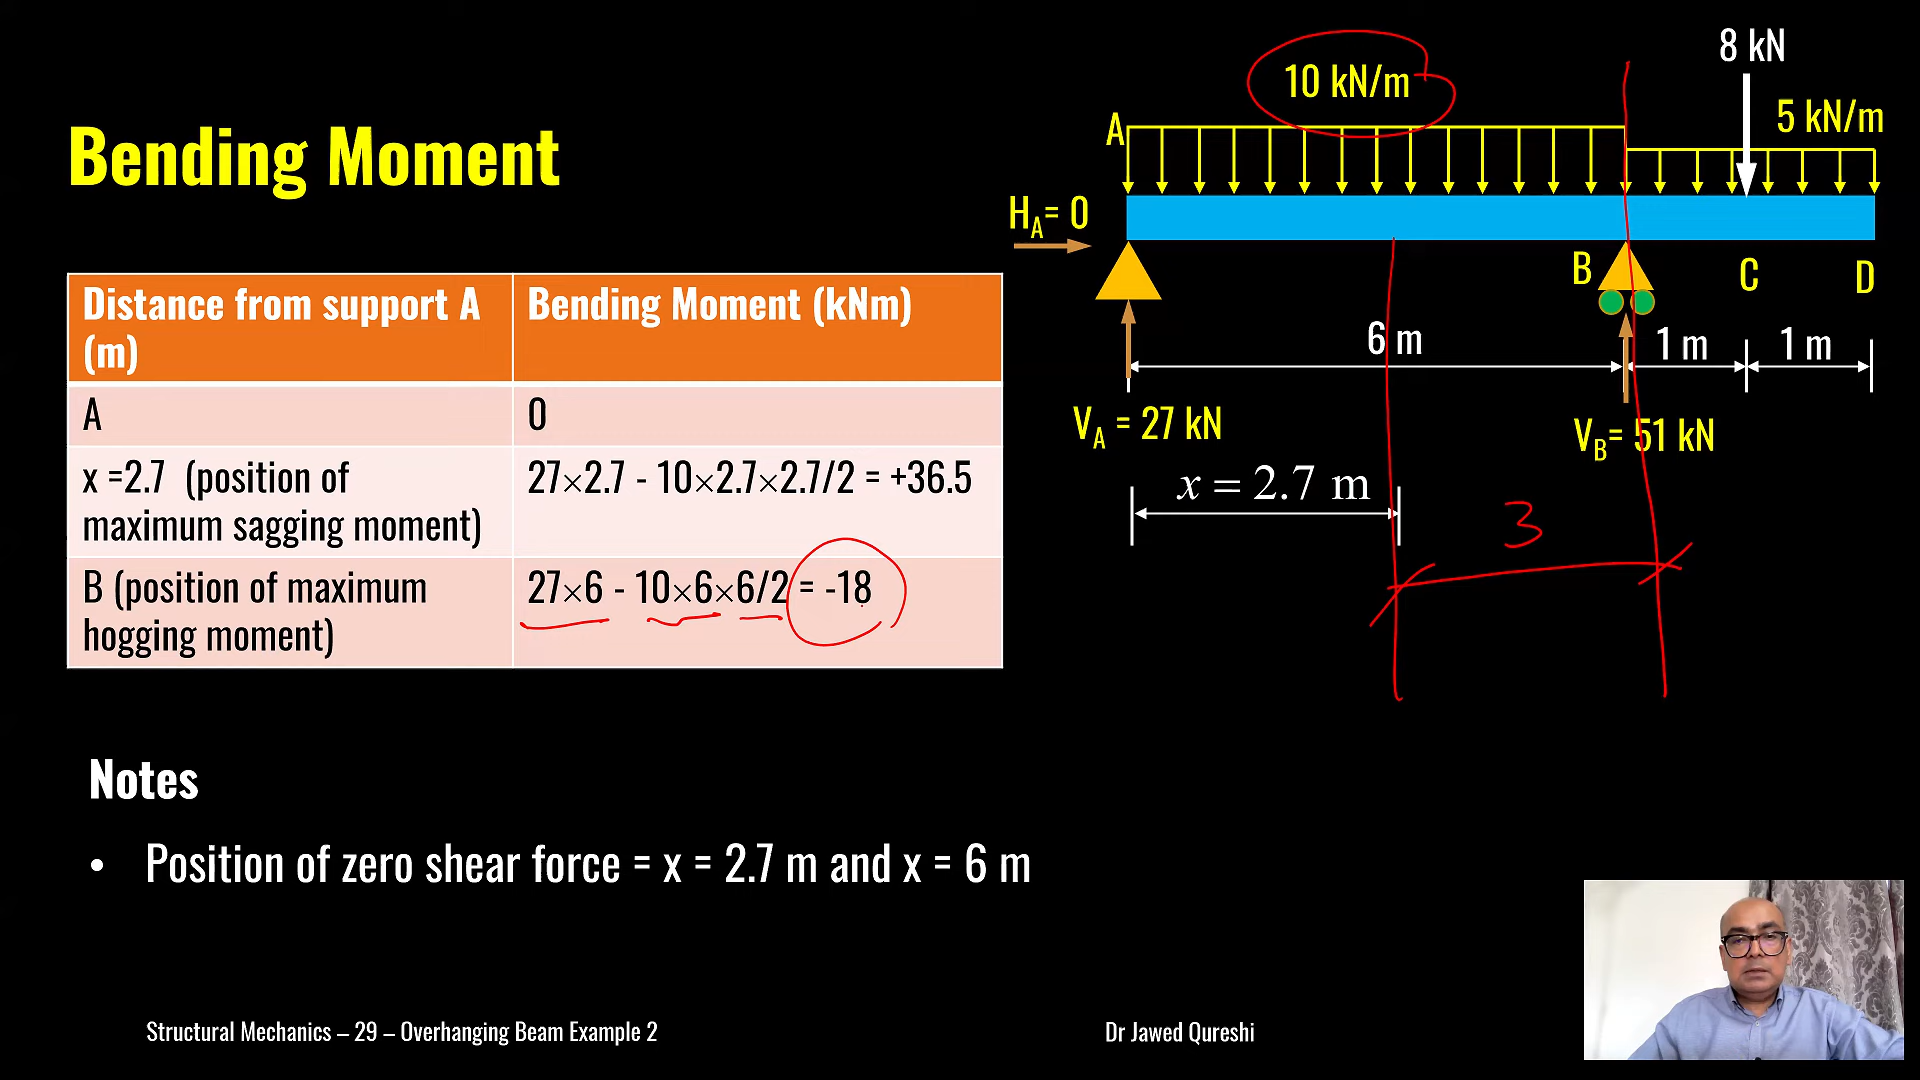 Bending Moment
Distance from support A
(m)
Bending Moment (kNm)
A
0
x =2.7 (position of
maximum sagging moment)
27×2.7 - 10×2.7×2.7/2 = +36.5
B (position of maximum
hogging moment)
27×6 - 10×6×6/2 = -18
Notes
• Position of zero shear force = x = 2.7 m and x = 6 m
8 kN
10 kN/m
5 kN/m
A
HA= 0
B
C
D
6 m
1 m
1 m
VA = 27 kN
VB= 51 kN
x = 2.7 m
3
Structural Mechanics – 29 – Overhanging Beam Example 2
Dr Jawed Qureshi